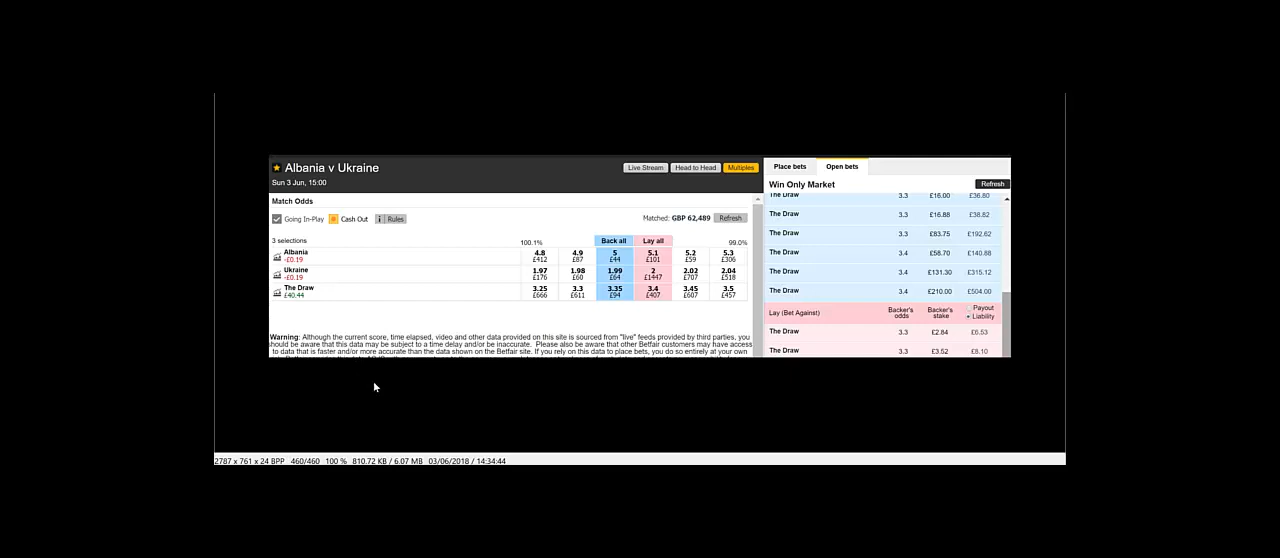 Albania v Ukraine
Live Stream Head to Head Multiples
Sun 3 Jun, 15:00
Match Odds
Going In-Play Cash Out i Rules
Matched: GBP 62,489 Refresh
3 selections 100.1% Back all Lay all 99.0%
Albania 4.8 4.9 5 5.1 5.2 5.3
-£0.19 £412 £87 £44 £101 £59 £306
Ukraine 1.97 1.98 1.99 2 2.02 2.04
-£0.19 £176 £60 £64 £1447 £707 £518
The Draw 3.25 3.3 3.35 3.4 3.45 3.5
£40.44 £666 £611 £94 £407 £607 £457
Warning: Although the current score, time elapsed, video and other data provided on this site is sourced from "live" feeds provided by third parties, you
should be aware that this data may be subject to a time delay and/or be inaccurate. Please also be aware that other Betfair customers may have access
to data that is faster and/or more accurate than the data shown on the Betfair site. If you rely on this data to place bets, you do so entirely at your own
Place bets Open bets
Win Only Market Refresh
The Draw 3.3 £16.00 £36.80
The Draw 3.3 £16.88 £38.82
The Draw 3.3 £83.75 £192.62
The Draw 3.4 £58.70 £140.88
The Draw 3.4 £131.30 £315.12
The Draw 3.4 £210.00 £504.00
Lay (Bet Against) Backer's odds Backer's stake Payout Liability
The Draw 3.3 £2.84 £6.53
The Draw 3.3 £3.52 £8.10
2787 x 761 x 24 BPP 460/460 100 % 810.72 KB / 6.07 MB 03/06/2018 / 14:34:44